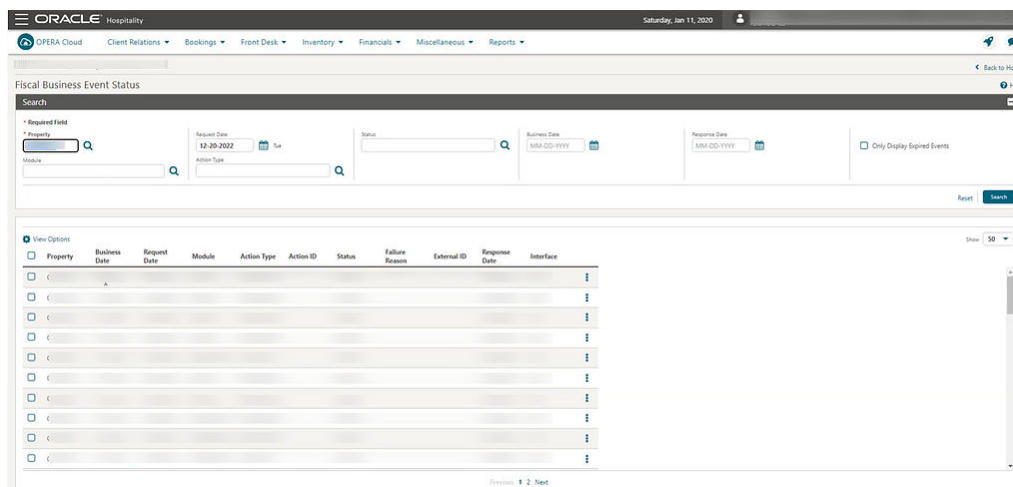 ORACLE Hospitality
Saturday, Jan 11, 2020
OPERA Cloud Client Relations Bookings Front Desk Inventory Financials Miscellaneous Reports
Back to
Fiscal Business Event Status
Search
* Required Field
* Property
Request Date
12-20-2022 Tue
Status
Business Date
MM-DD-YYYY
Response Date
MM-DD-YYYY
Only Display Expired Events
Module
Action Type
Reset Search
View Options
Show 50
Property Business Date Request Date Module Action Type Action ID Status Failure Reason External ID Response Date Interface
Previous 1 2 Next